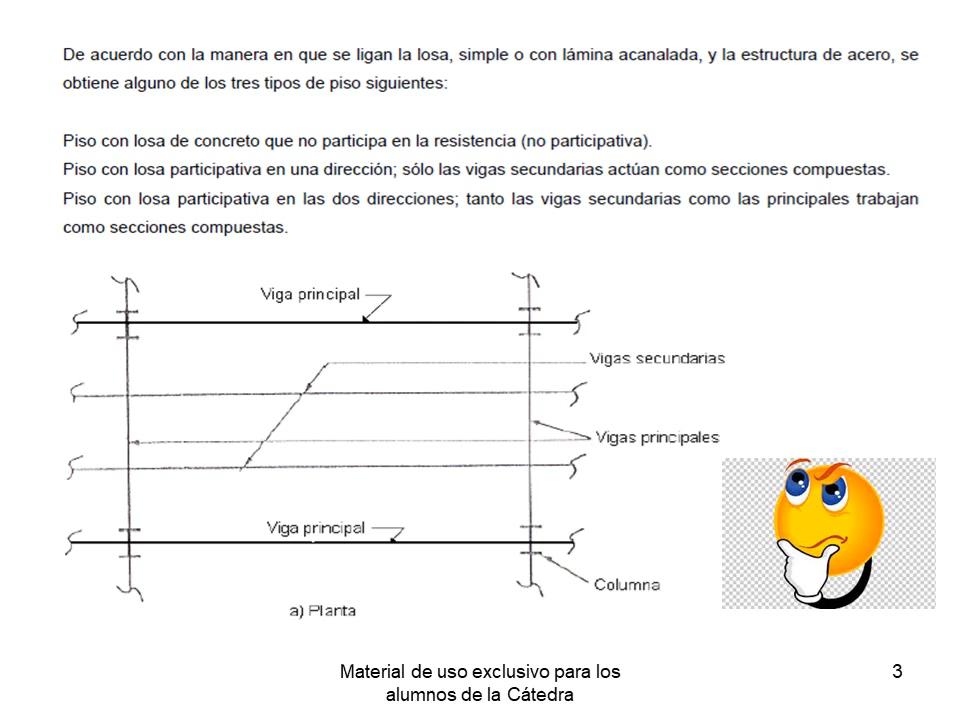 De acuerdo con la manera en que se ligan la losa, simple o con lámina acanalada, y la estructura de acero, se
obtiene alguno de los tres tipos de piso siguientes:
Piso con losa de concreto que no participa en la resistencia (no participativa).
Piso con losa participativa en una dirección; sólo las vigas secundarias actúan como secciones compuestas.
Piso con losa participativa en las dos direcciones; tanto las vigas secundarias como las principales trabajan
como secciones compuestas.
Viga principal
Vigas secundarias
Vigas principales
Viga principal
Columna
a) Planta
Material de uso exclusivo para los
alumnos de la Cátedra
3